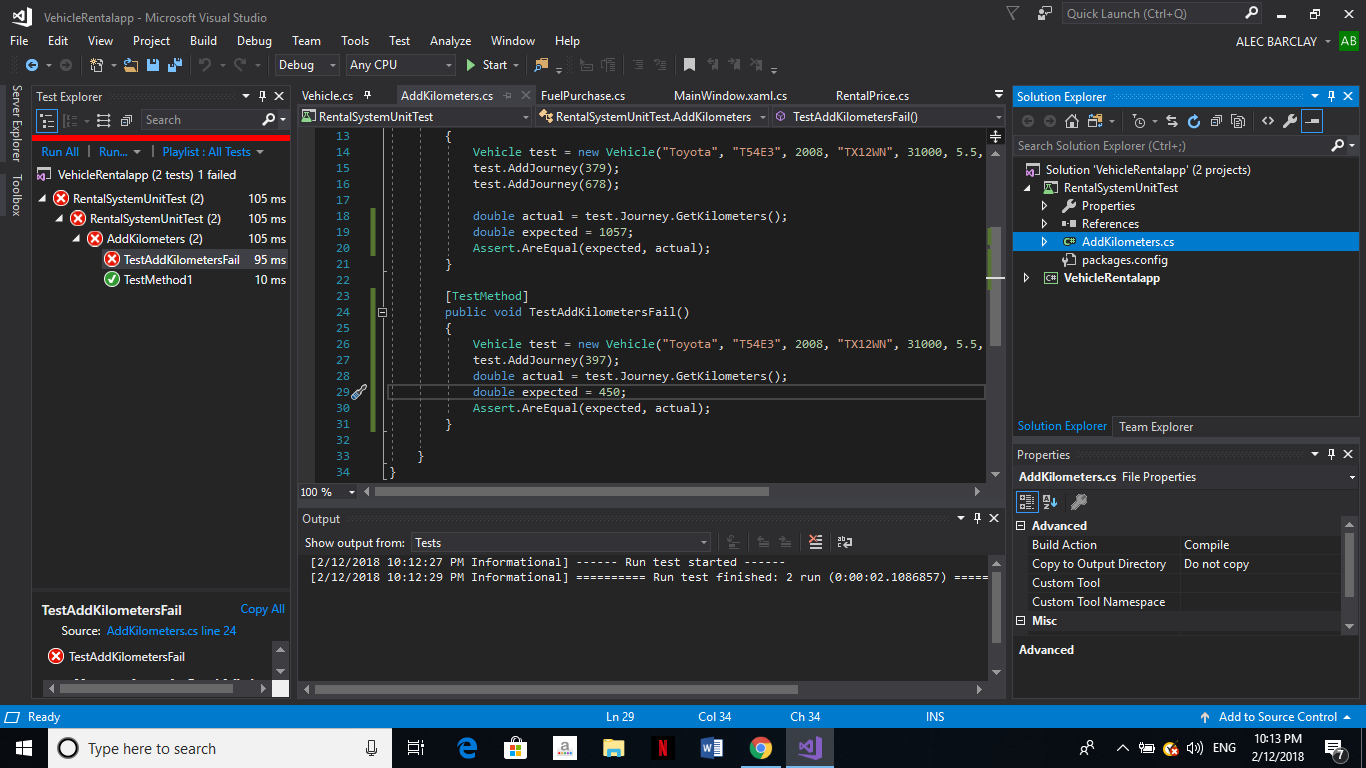 VehicleRentalapp - Microsoft Visual Studio
Quick Launch (Ctrl+Q)
File Edit View Project Build Debug Team Tools Test Analyze Window Help
ALEC BARCLAY AB
Debug Any CPU Start
Server Explorer
Toolbox
Test Explorer
Search
Run All | Run... | Playlist : All Tests
VehicleRentalapp (2 tests) 1 failed
RentalSystemUnitTest (2) 105 ms
RentalSystemUnitTest (2) 105 ms
AddKilometers (2) 105 ms
TestAddKilometersFail 95 ms
TestMethod1 10 ms
TestAddKilometersFail Copy All
Source: AddKilometers.cs line 24
TestAddKilometersFail
Vehicle.cs AddKilometers.cs FuelPurchase.cs MainWindow.xaml.cs RentalPrice.cs
RentalSystemUnitTest RentalSystemUnitTest.AddKilometers TestAddKilometersFail()
13 {
14 Vehicle test = new Vehicle("Toyota", "T54E3", 2008, "TX12WN", 31000, 5.5,
15 test.AddJourney(379);
16 test.AddJourney(678);
17
18 double actual = test.Journey.GetKilometers();
19 double expected = 1057;
20 Assert.AreEqual(expected, actual);
21 }
22
23 [TestMethod]
24 public void TestAddKilometersFail()
25 {
26 Vehicle test = new Vehicle("Toyota", "T54E3", 2008, "TX12WN", 31000, 5.5,
27 test.AddJourney(397);
28 double actual = test.Journey.GetKilometers();
29 double expected = 450;
30 Assert.AreEqual(expected, actual);
31 }
32
33 }
34 }
100 %
Output
Show output from: Tests
[2/12/2018 10:12:27 PM Informational] ------ Run test started ------
[2/12/2018 10:12:29 PM Informational] ========== Run test finished: 2 run (0:00:02.1086857) =====
Solution Explorer
Search Solution Explorer (Ctrl+;)
Solution 'VehicleRentalapp' (2 projects)
RentalSystemUnitTest
Properties
References
C# AddKilometers.cs
packages.config
C# VehicleRentalapp
Solution Explorer Team Explorer
Properties
AddKilometers.cs File Properties
Advanced
Build Action Compile
Copy to Output Directory Do not copy
Custom Tool
Custom Tool Namespace
Misc
Advanced
Ready Ln 29 Col 34 Ch 34 INS Add to Source Control
Type here to search
ENG
10:13 PM
2/12/2018
7